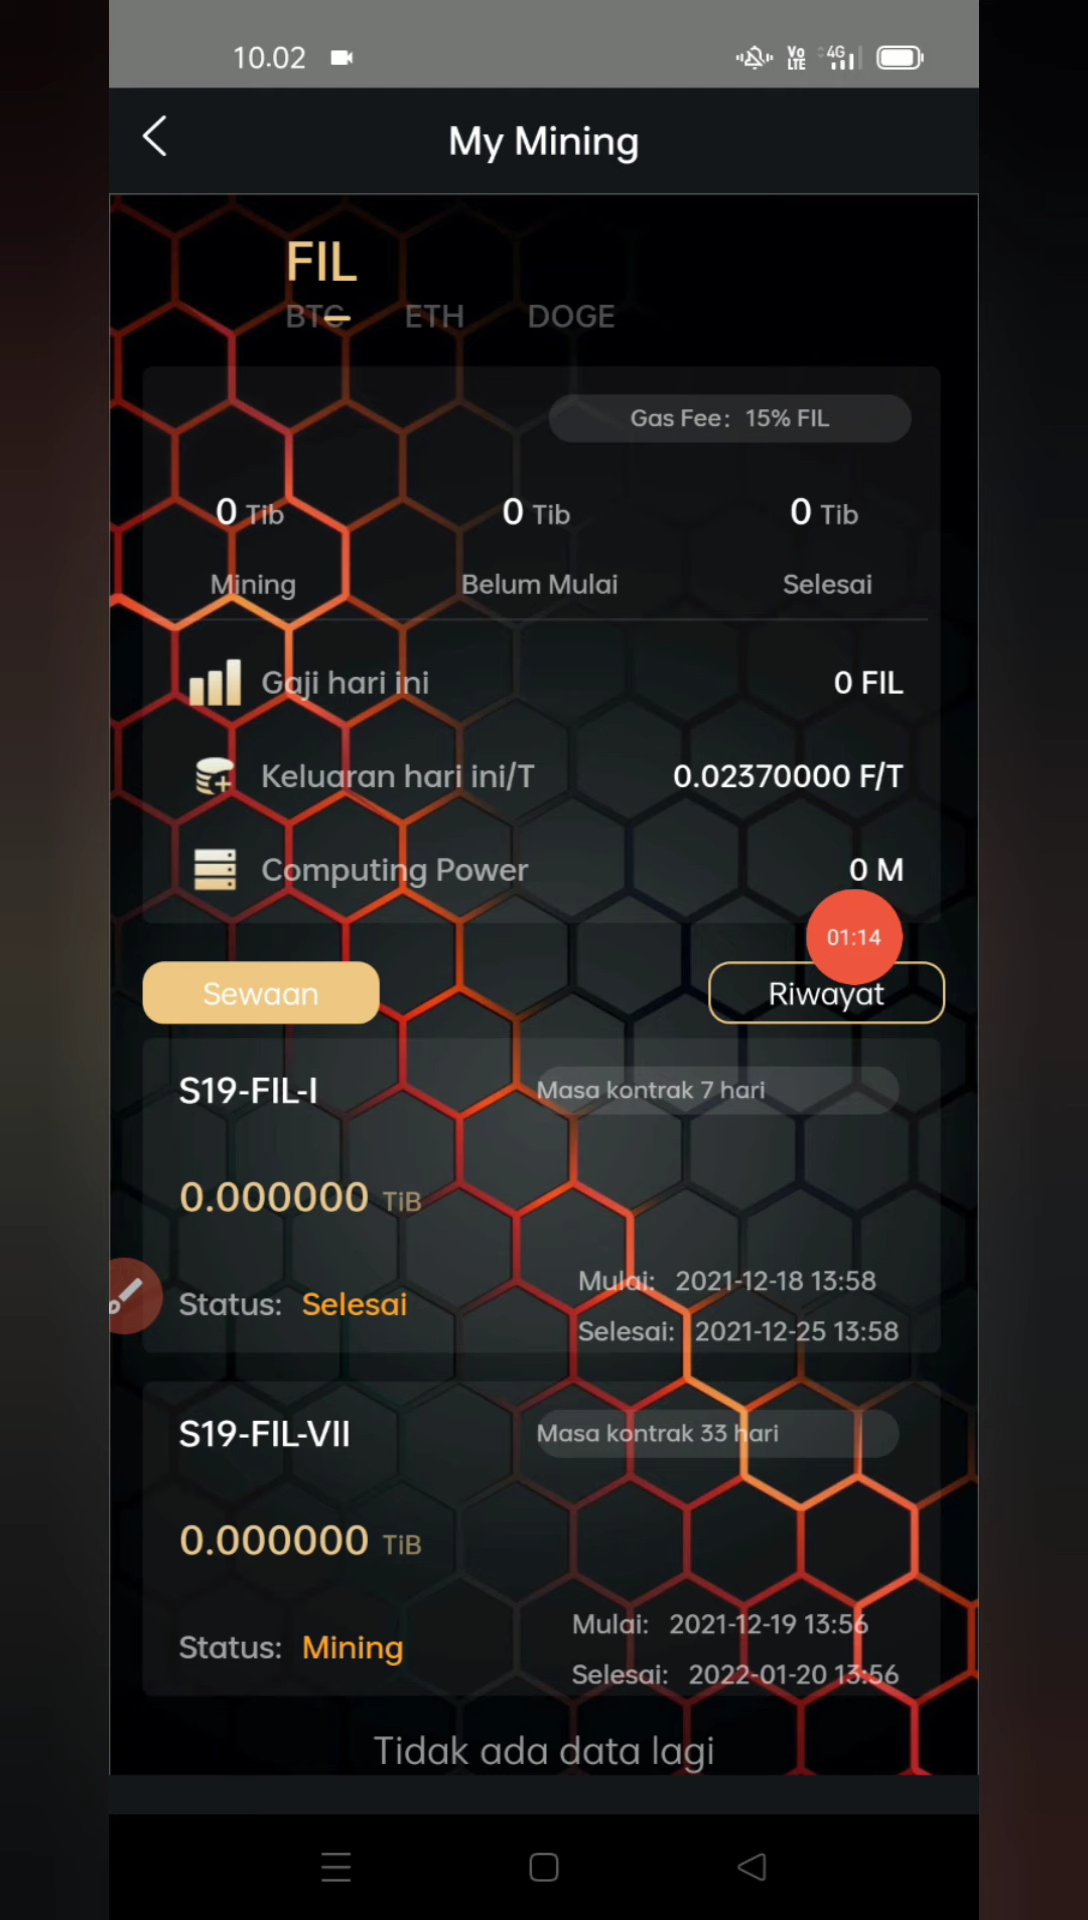 10.02
Vo
LTE
4G
My Mining
FIL
BTC
ETH
DOGE
Gas Fee: 15% FIL
0 Tib
0 Tib
0 Tib
Mining
Belum Mulai
Selesai
Gaji hari ini
0 FIL
Keluaran hari ini/T
0.02370000 F/T
Computing Power
0 M
01:14
Sewaan
Riwayat
S19-FIL-I
Masa kontrak 7 hari
0.000000 TiB
Mulai: 2021-12-18 13:58
Status: Selesai
Selesai: 2021-12-25 13:58
S19-FIL-VII
Masa kontrak 33 hari
0.000000 TiB
Mulai: 2021-12-19 13:56
Status: Mining
Selesai: 2022-01-20 13:56
Tidak ada data lagi